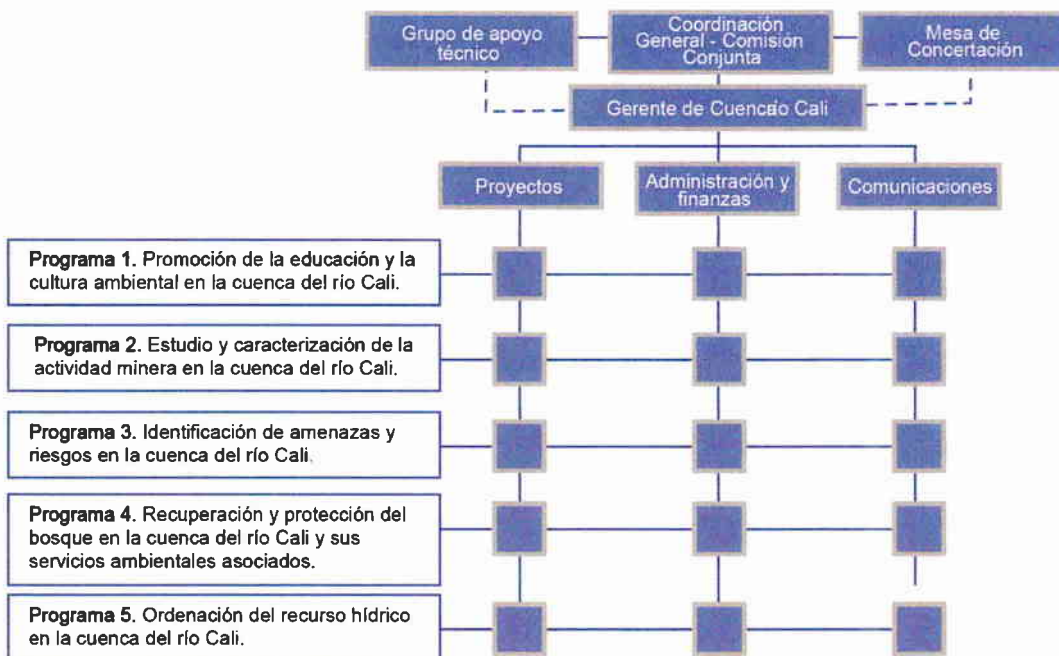 Grupo de apoyo
técnico
Coordinación
General - Comisión
Conjunta
Mesa de
Concertación
Gerente de Cuencarío Cali
Proyectos
Administración y
finanzas
Comunicaciones
Programa 1. Promoción de la educación y la
cultura ambiental en la cuenca del río Cali.
Programa 2. Estudio y caracterización de la
actividad minera en la cuenca del río Cali.
Programa 3. Identificación de amenazas y
riesgos en la cuenca del río Cali.
Programa 4. Recuperación y protección del
bosque en la cuenca del río Cali y sus
servicios ambientales asociados.
Programa 5. Ordenación del recurso hídrico
en la cuenca del río Cali.